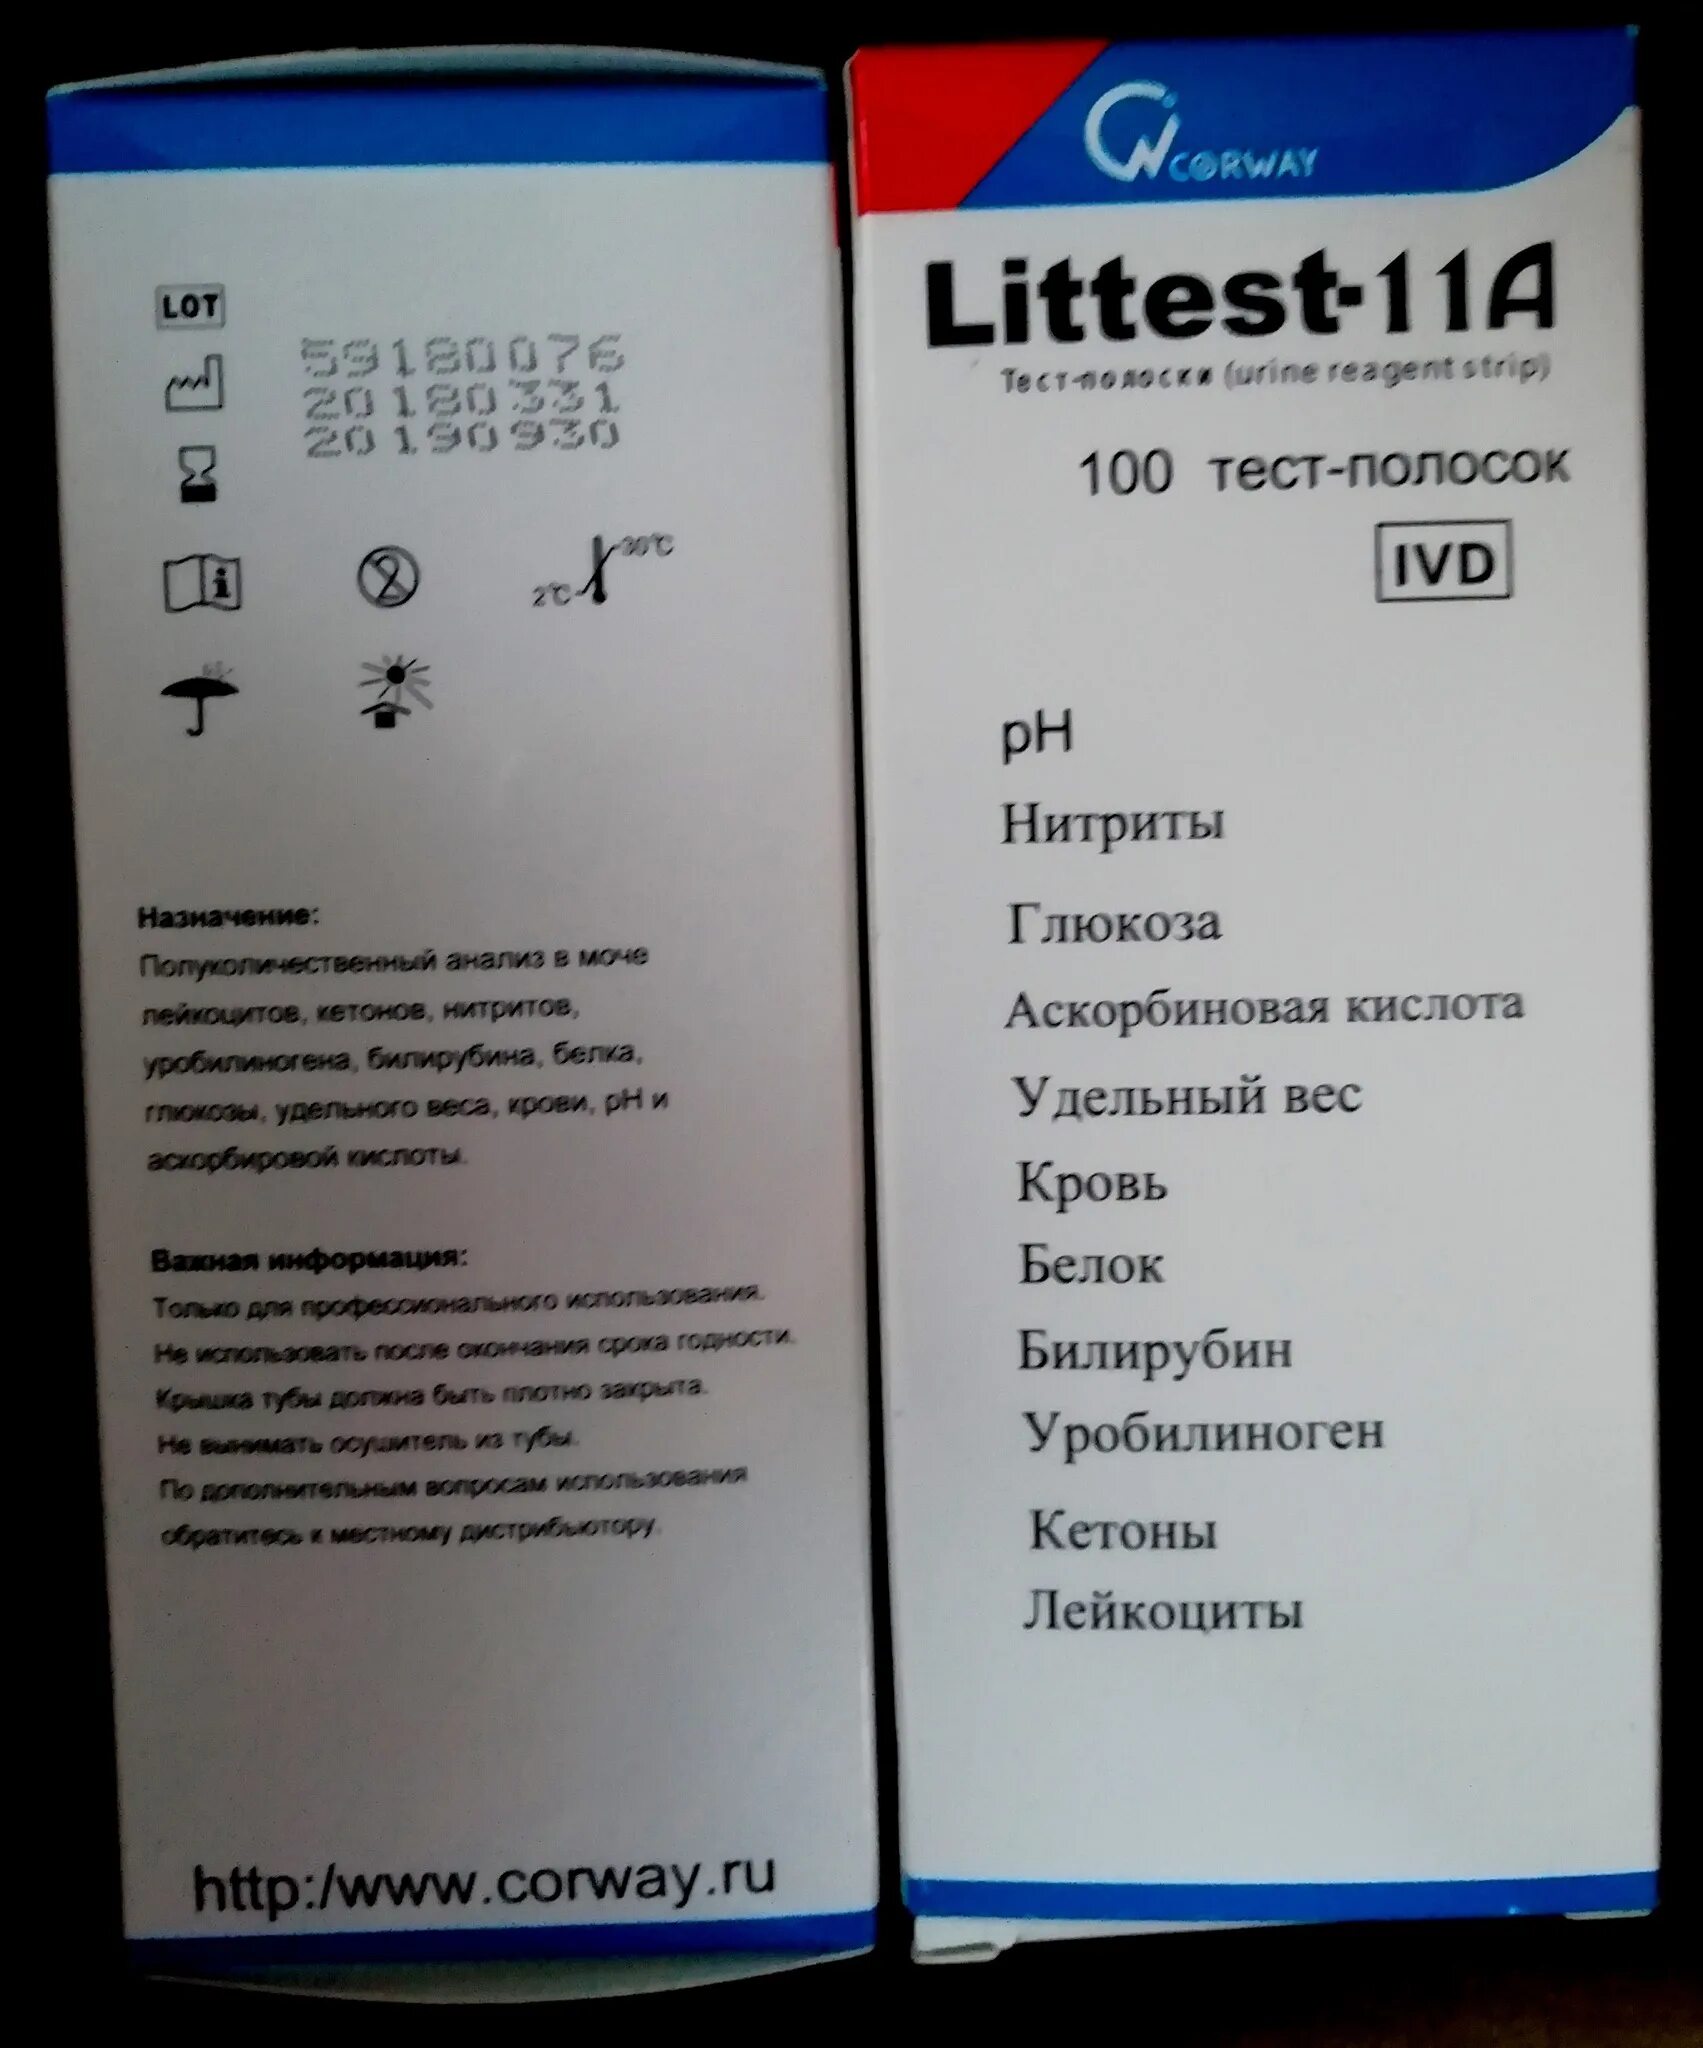 LOT
59180076
20180331
20190930
30°C
2°C
Назначение:
Полуколичественный анализ в моче
лейкоцитов, кетонов, нитритов,
уробилиногена, билирубина, белка,
глюкозы, удельного веса, крови, pH и
аскорбировой кислоты.
Важная информация:
Только для профессионального использования.
Не использовать после окончания срока годности.
Крышка тубы должна быть плотно закрыта.
Не вынимать осушитель из тубы.
По дополнительным вопросам использования
обратитесь к местному дистрибьютору.
http:/www.corway.ru
CORWAY
Littest-11A
Тест-полоски (urine reagent strip)
100 тест-полосок
IVD
pH
Нитриты
Глюкоза
Аскорбиновая кислота
Удельный вес
Кровь
Белок
Билирубин
Уробилиноген
Кетоны
Лейкоциты